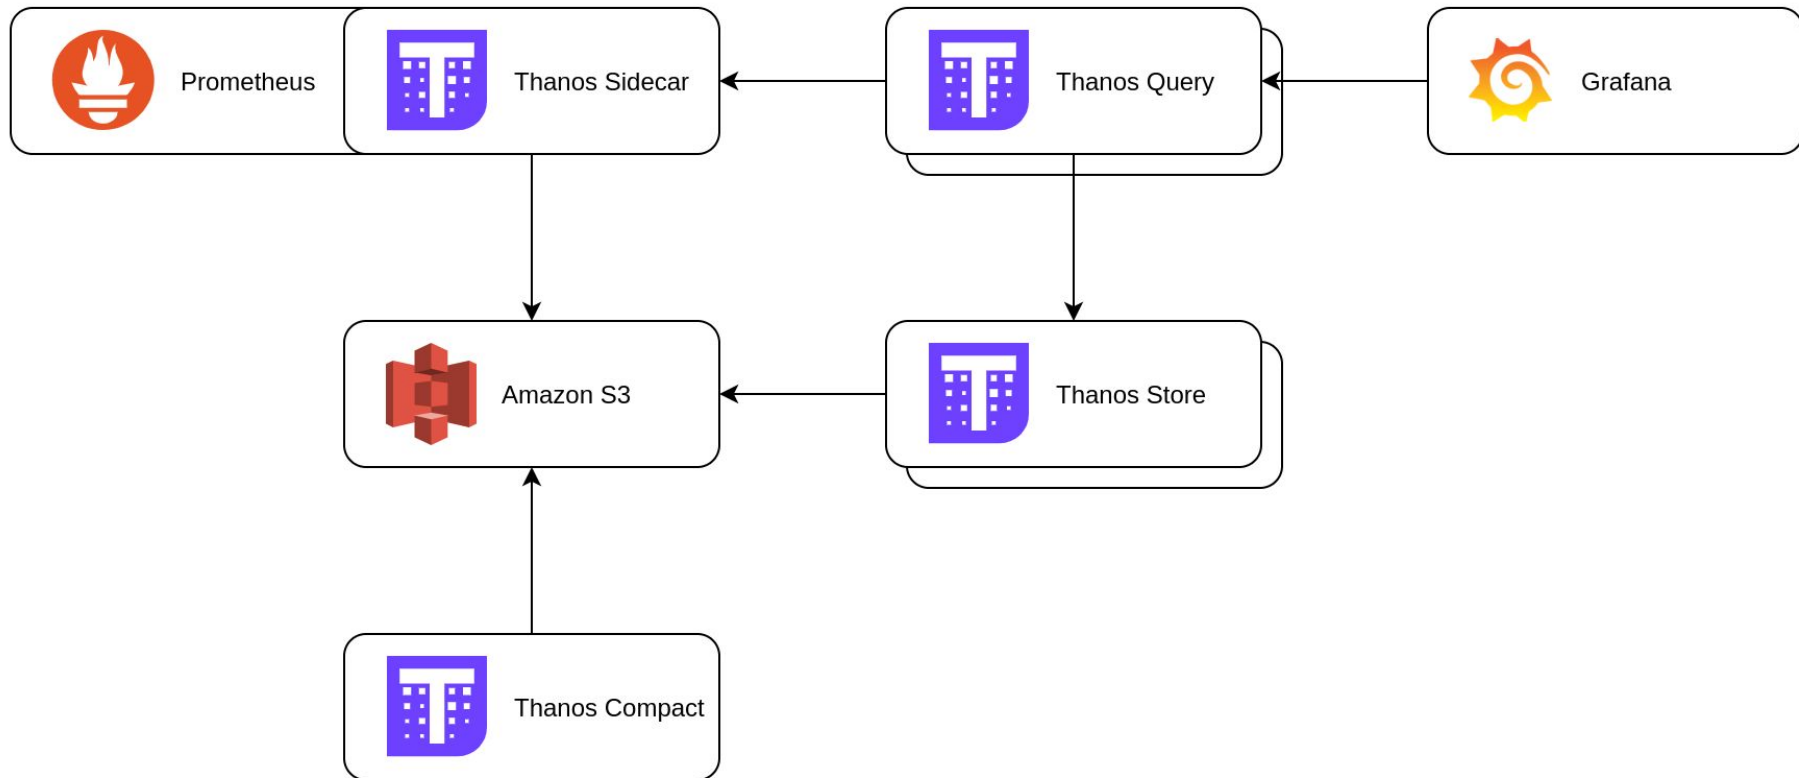 Prometheus
Thanos Sidecar
Thanos Query
Grafana
Amazon S3
Thanos Store
Thanos Compact